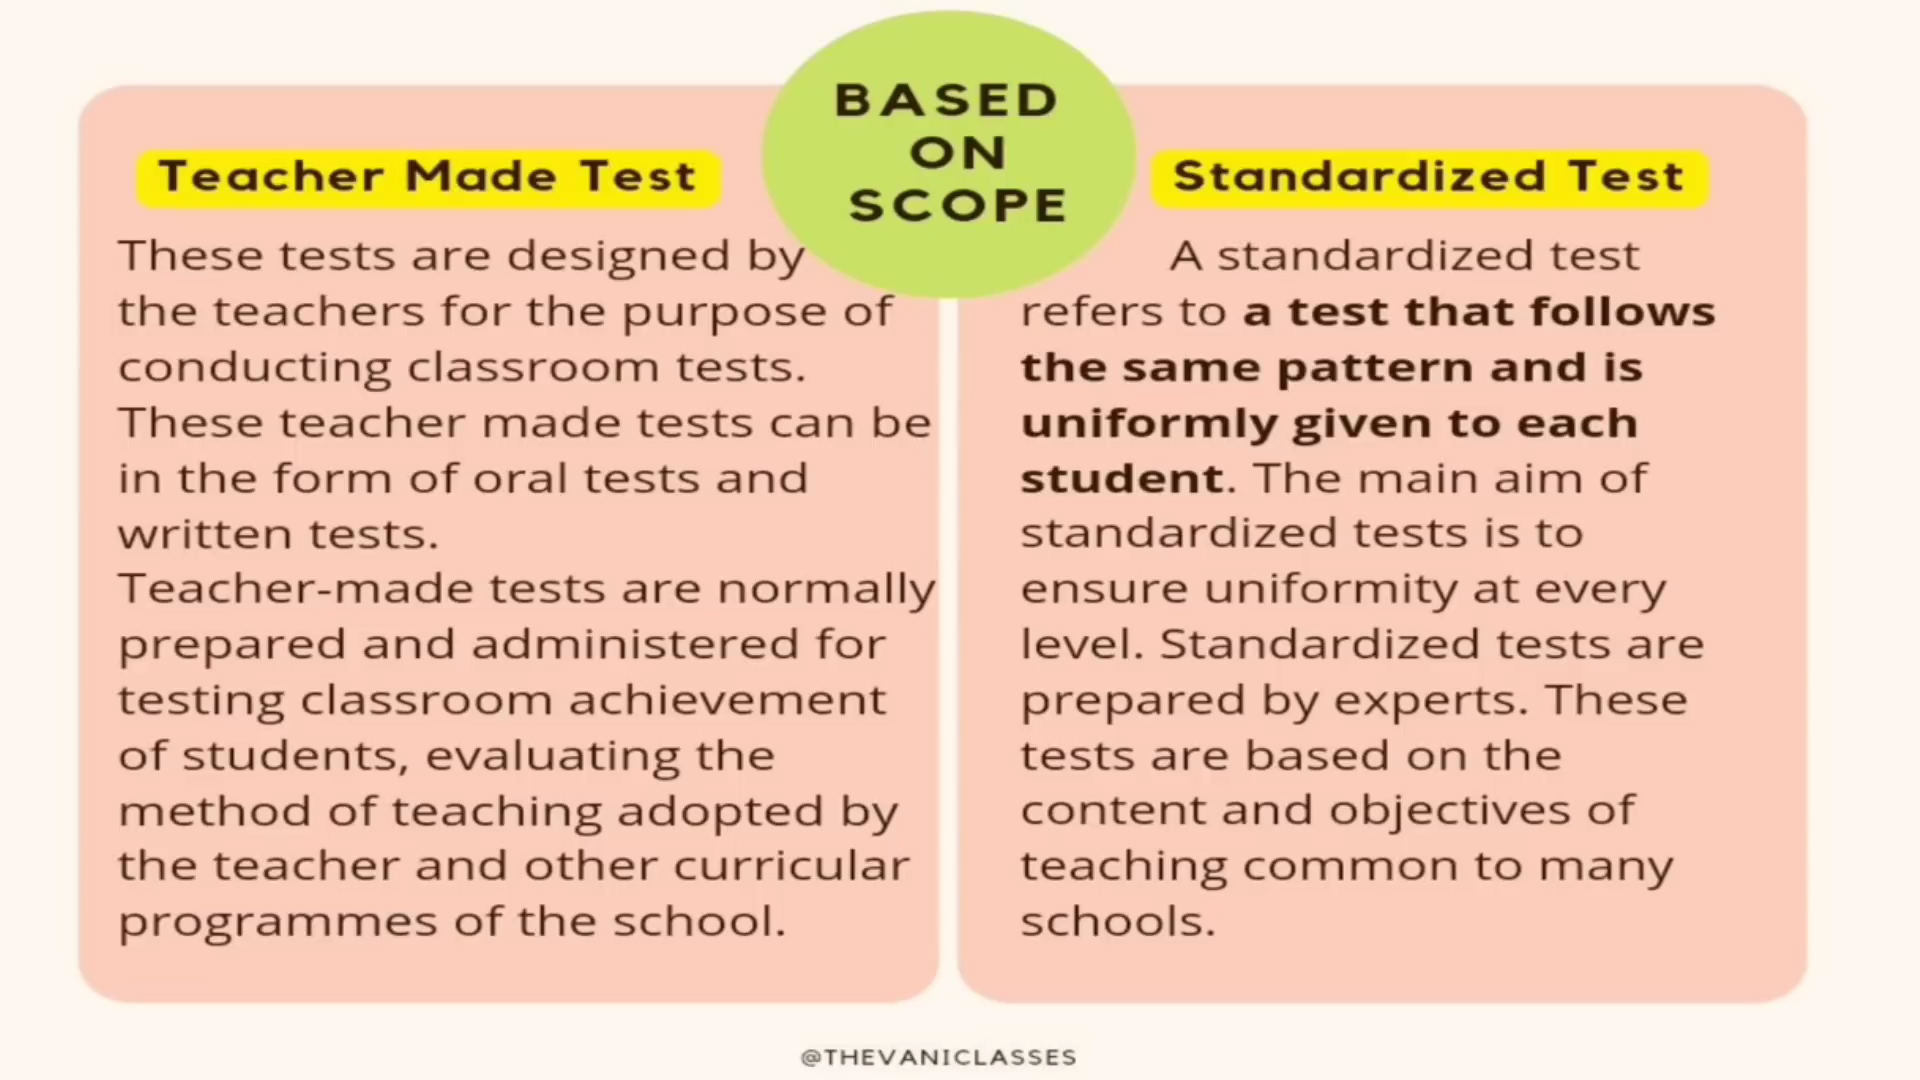 BASED
ON
SCOPE
Teacher Made Test
These tests are designed by
the teachers for the purpose of
conducting classroom tests.
These teacher made tests can be
in the form of oral tests and
written tests.
Teacher-made tests are normally
prepared and administered for
testing classroom achievement
of students, evaluating the
method of teaching adopted by
the teacher and other curricular
programmes of the school.
Standardized Test
A standardized test
refers to a test that follows
the same pattern and is
uniformly given to each
student. The main aim of
standardized tests is to
ensure uniformity at every
level. Standardized tests are
prepared by experts. These
tests are based on the
content and objectives of
teaching common to many
schools.
@THEVANICLASSES